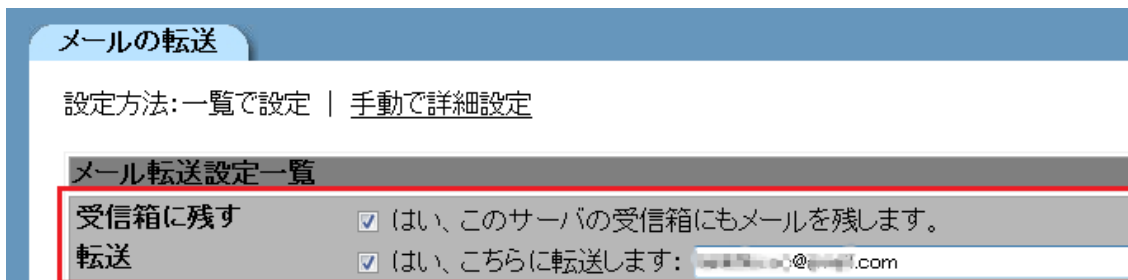 メールの転送
設定方法:一覧で設定 | 手動で詳細設定
メール転送設定一覧
受信箱に残す はい、このサーバの受信箱にもメールを残します。
転送 はい、こちらに転送します: @ .com